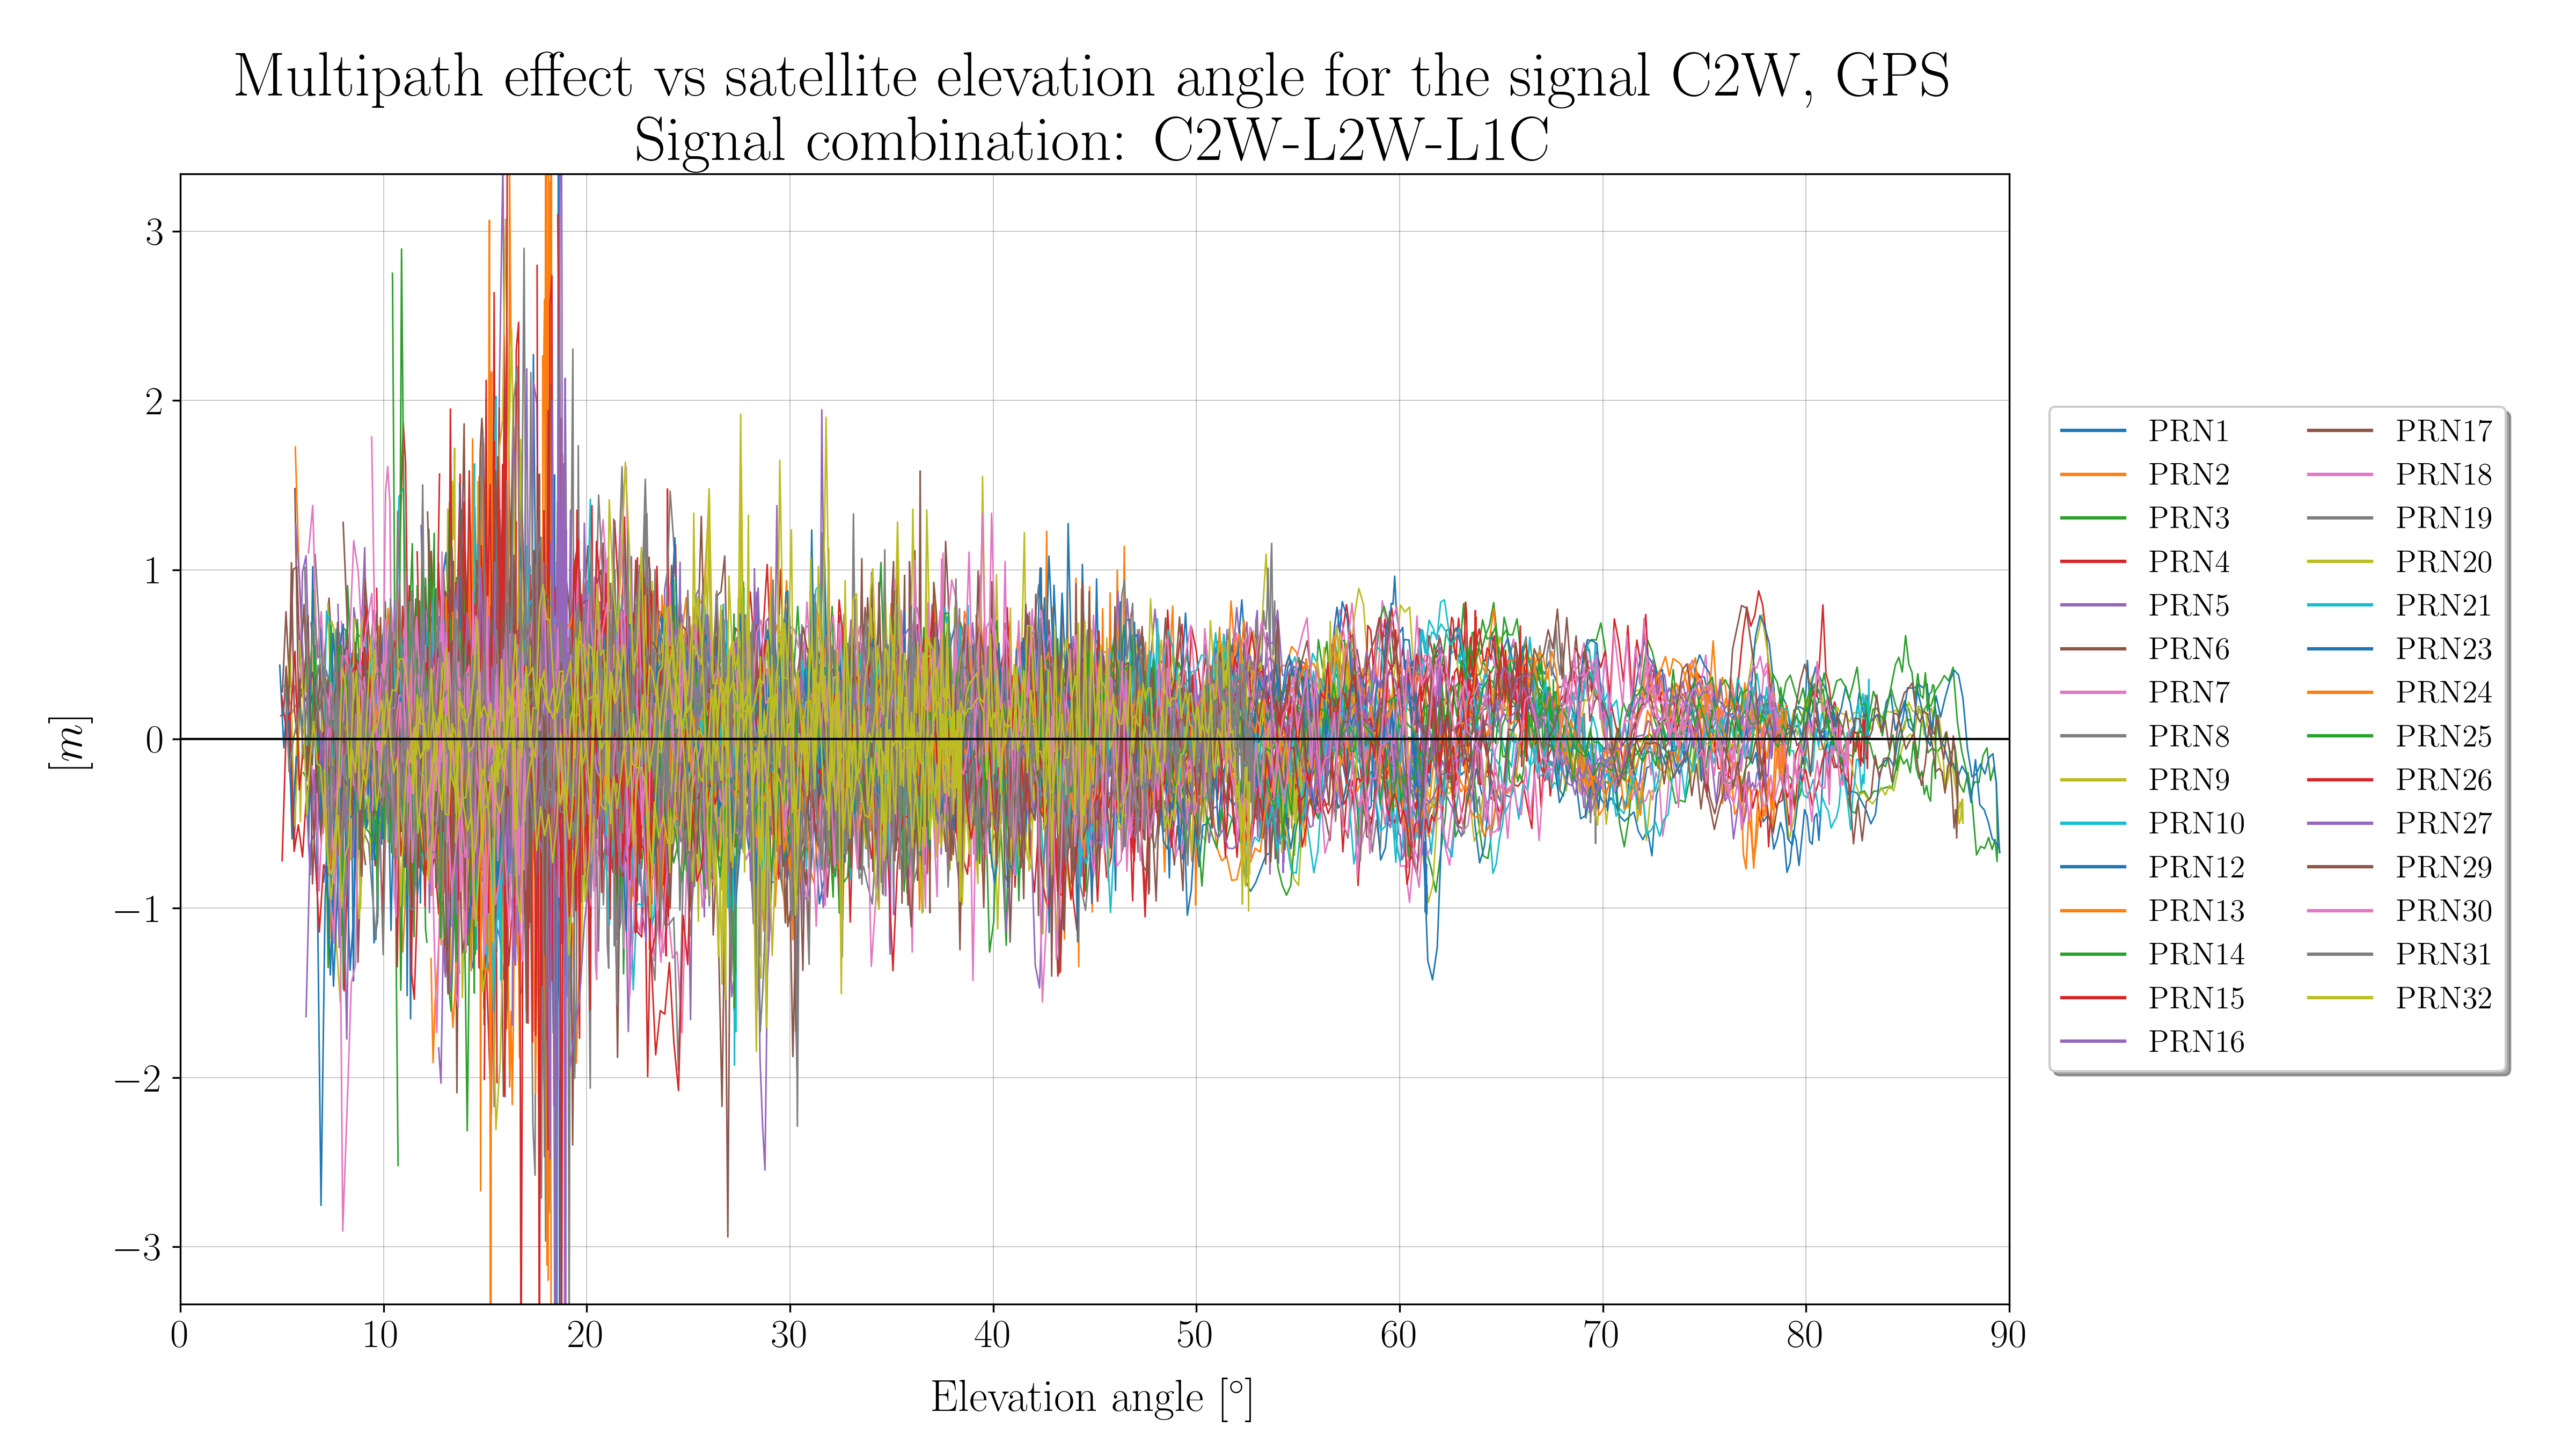 Multipath effect vs satellite elevation angle for the signal C2W, GPS
Signal combination: C2W-L2W-L1C
[m]
3
2
1
0
−1
−2
−3
0 10 20 30 40 50 60 70 80 90
Elevation angle [°]
PRN1
PRN2
PRN3
PRN4
PRN5
PRN6
PRN7
PRN8
PRN9
PRN10
PRN12
PRN13
PRN14
PRN15
PRN16
PRN17
PRN18
PRN19
PRN20
PRN21
PRN23
PRN24
PRN25
PRN26
PRN27
PRN29
PRN30
PRN31
PRN32